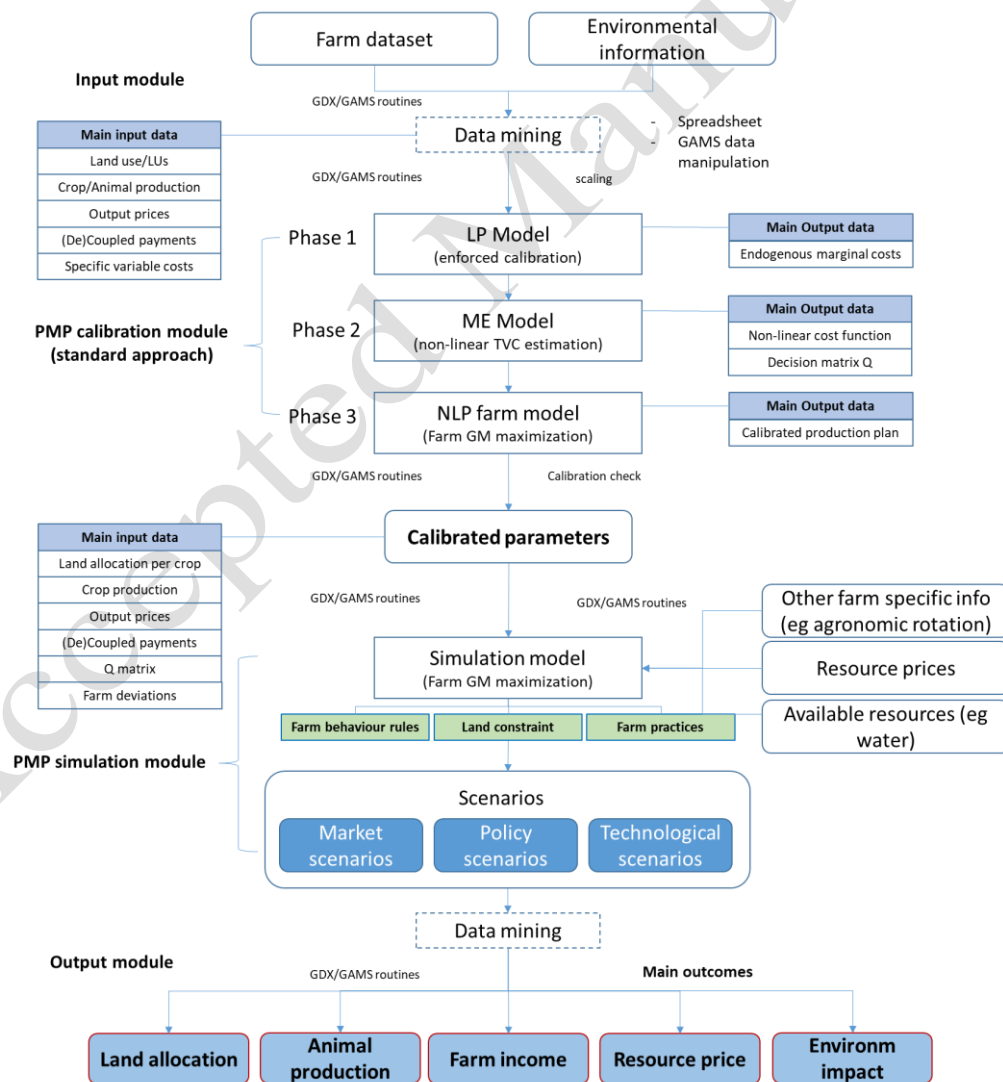 Farm dataset
Environmental
information
Input module
GDX/GAMS routines
Main input data
Land use/LUs
Crop/Animal production
Output prices
(De)Coupled payments
Specific variable costs
Data mining
- Spreadsheet
- GAMS data
manipulation
GDX/GAMS routines
scaling
Phase 1
LP Model
(enforced calibration)
Main Output data
Endogenous marginal costs
PMP calibration module
(standard approach)
Phase 2
ME Model
(non-linear TVC estimation)
Main Output data
Non-linear cost function
Decision matrix Q
Phase 3
NLP farm model
(Farm GM maximization)
Main Output data
Calibrated production plan
GDX/GAMS routines
Calibration check
Main input data
Land allocation per crop
Crop production
Output prices
(De)Coupled payments
Q matrix
Farm deviations
Calibrated parameters
GDX/GAMS routines
GDX/GAMS routines
Other farm specific info
(eg agronomic rotation)
Resource prices
Available resources (eg
water)
Simulation model
(Farm GM maximization)
Farm behaviour rules
Land constraint
Farm practices
PMP simulation module
Scenarios
Market
scenarios
Policy
scenarios
Technological
scenarios
Data mining
Output module
GDX/GAMS routines
Main outcomes
Land allocation
Animal
production
Farm income
Resource price
Environm
impact
Accepted Manu